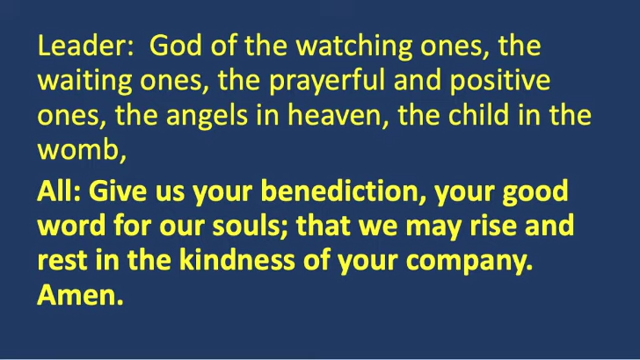 Leader:  God of the watching ones, the
waiting ones, the prayerful and positive
ones, the angels in heaven, the child in the
womb,
All: Give us your benediction, your good
word for our souls; that we may rise and
rest in the kindness of your company.
Amen.